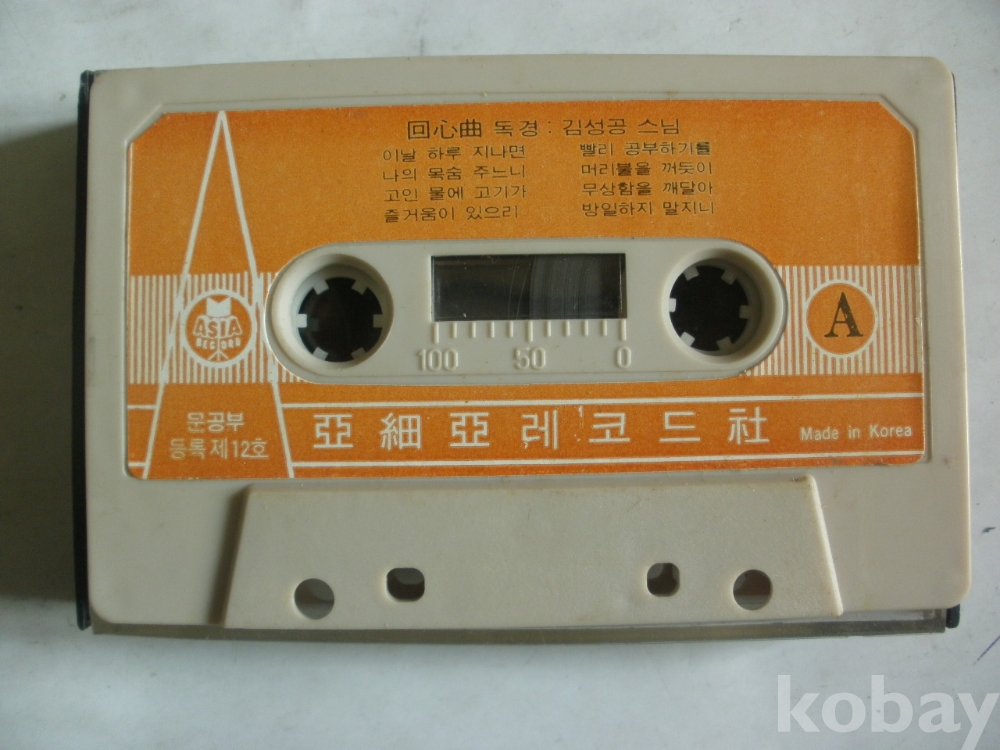 回心曲 독경 : 김성공 스님
이날 하루 지나면
나의 목숨 주느니
고인 물에 고기가
즐거움이 있으리
빨리 공부하기를
머리불을 꺼듯이
무상함을 깨달아
방일하지 말지니
ASIA
RECORD
A
100 50 0
문공부
등록 제12호
亞細亞레코드社
Made in Korea
kobay